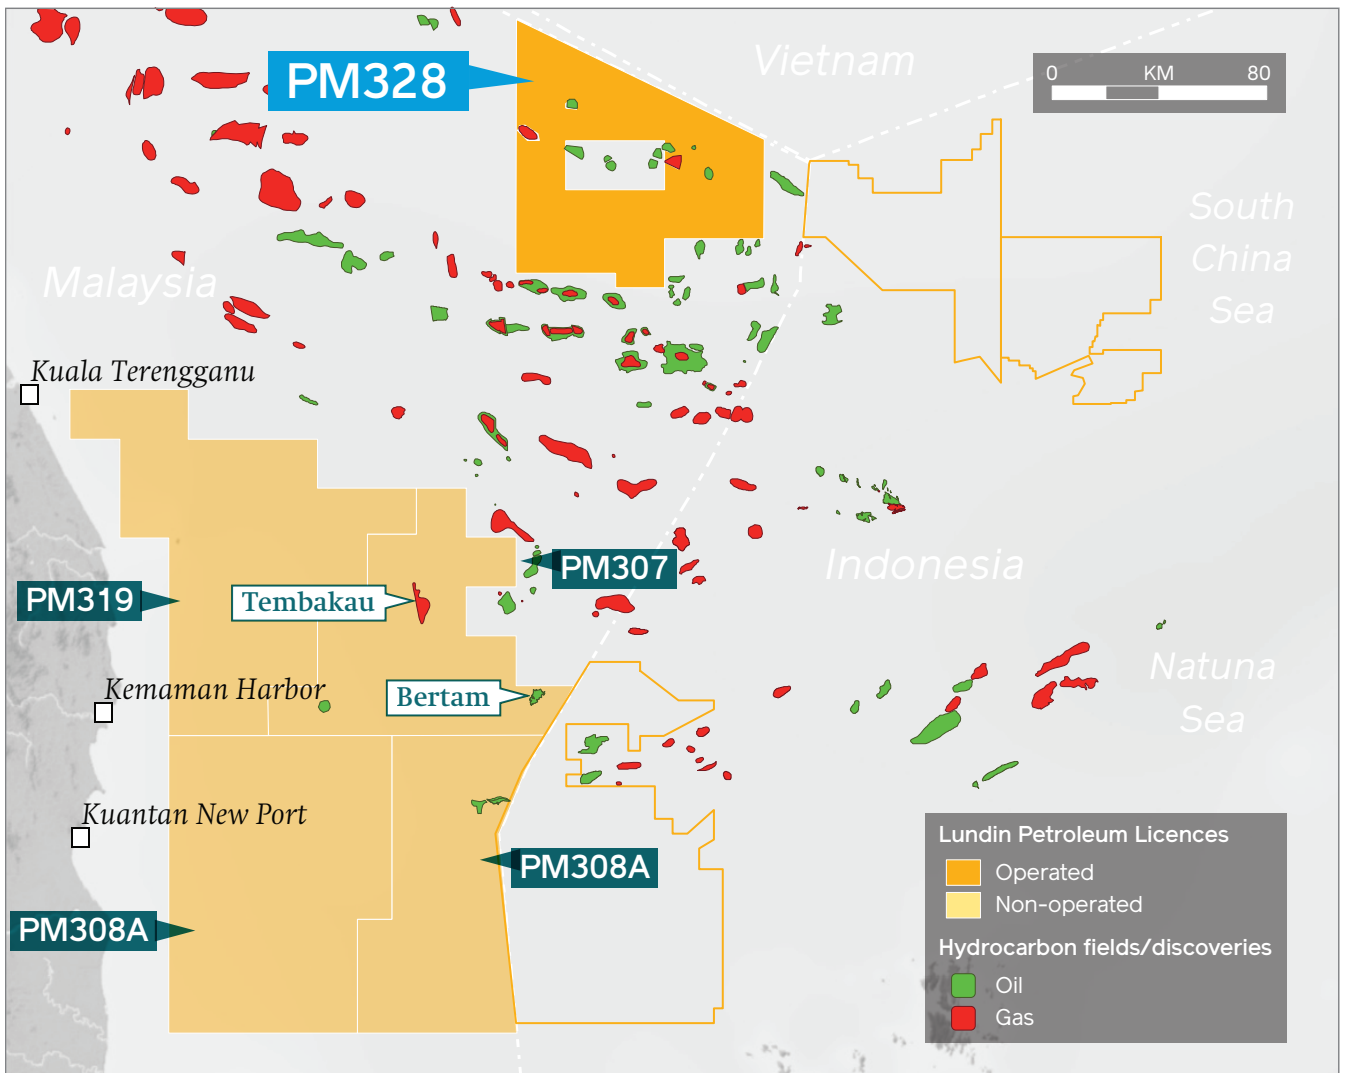 Vietnam
PM328
0 KM 80
South
China
Sea
Malaysia
Kuala Terengganu
PM307
Indonesia
PM319
Tembakau
Kemaman Harbor
Bertam
Natuna
Sea
Kuantan New Port
PM308A
PM308A
Lundin Petroleum Licences
Operated
Non-operated
Hydrocarbon fields/discoveries
Oil
Gas